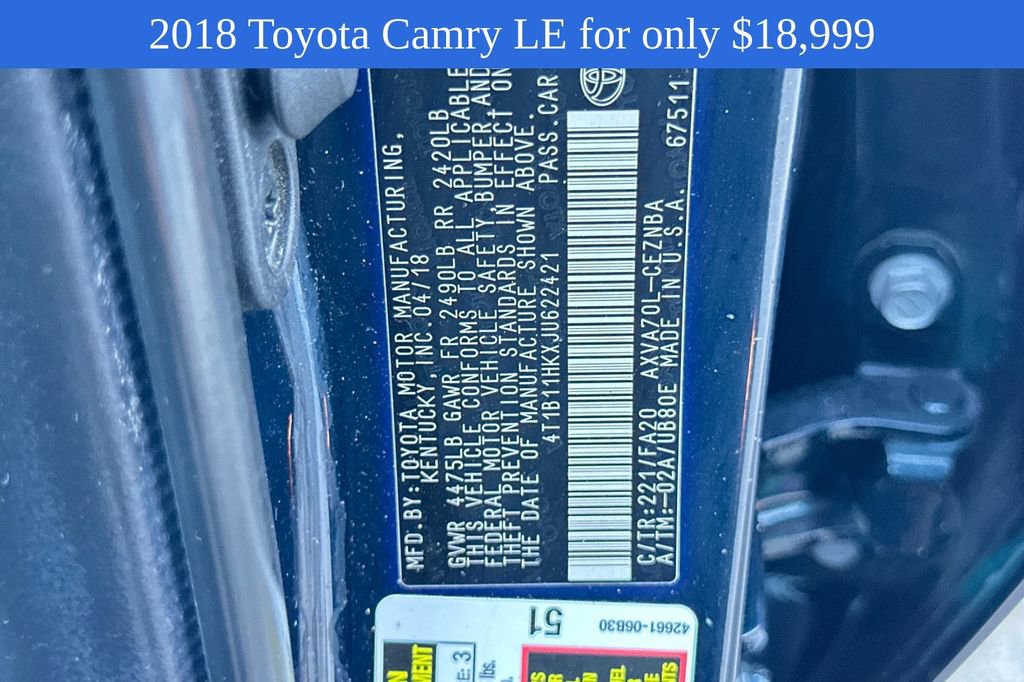 2018 Toyota Camry LE for only $18,999
MFD.BY:TOYOTA MOTOR MANUFACTURING,
KENTUCKY, INC.04/18
GVWR 4475LB GAWR FR 2490LB RR 2420LB
THIS VEHICLE CONFORMS TO ALL APPLICABLE
FEDERAL MOTOR VEHICLE SAFETY, BUMPER, AND
THEFT PREVENTION STANDARDS IN EFFECT ON
THE DATE OF MANUFACTURE SHOWN ABOVE.
4T1B11HKXJU622421 PASS.CAR
C/TR:221/FA20 AXVA70L-CEZNBA
A/TM:-02A/UB80E MADE IN U.S.A. 67511
51
42661-06B30
E: 3
lbs.